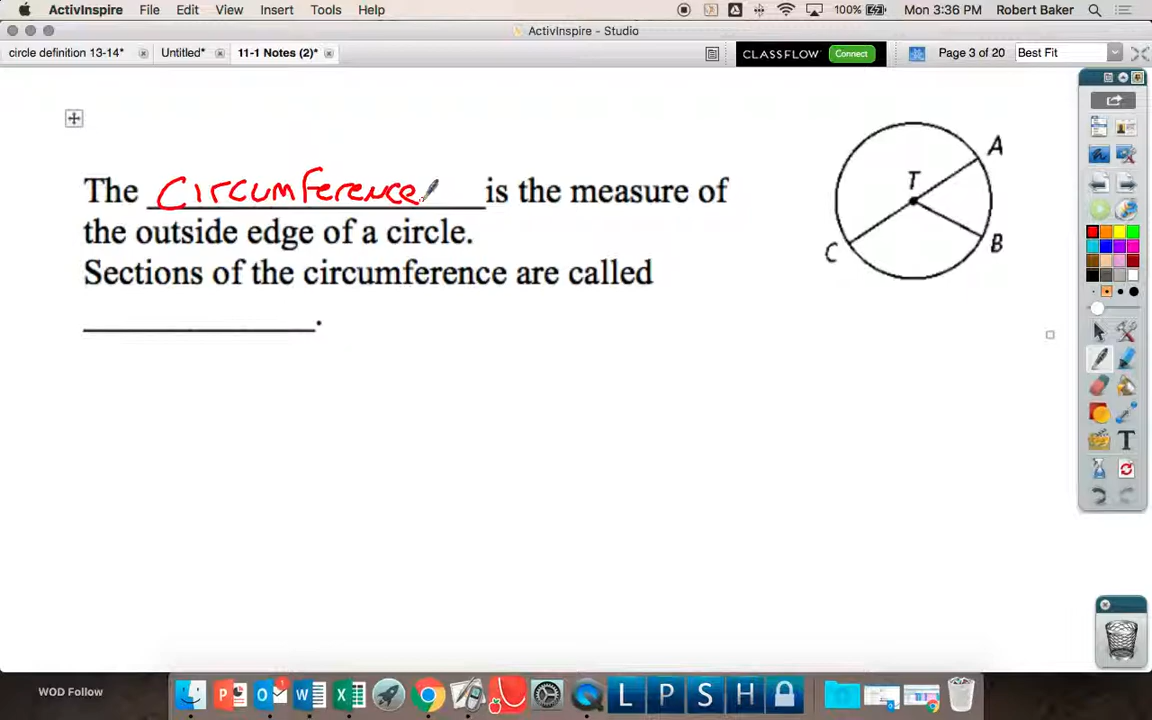 ActivInspire File Edit View Insert Tools Help 100% Mon 3:36 PM Robert Baker
ActivInspire - Studio
circle definition 13-14* Untitled* 11-1 Notes (2)* CLASSFLOW Connect Page 3 of 20 Best Fit
The Circumference is the measure of
the outside edge of a circle.
Sections of the circumference are called
.
A
T
B
C
T
WOD Follow
P W X L P S H